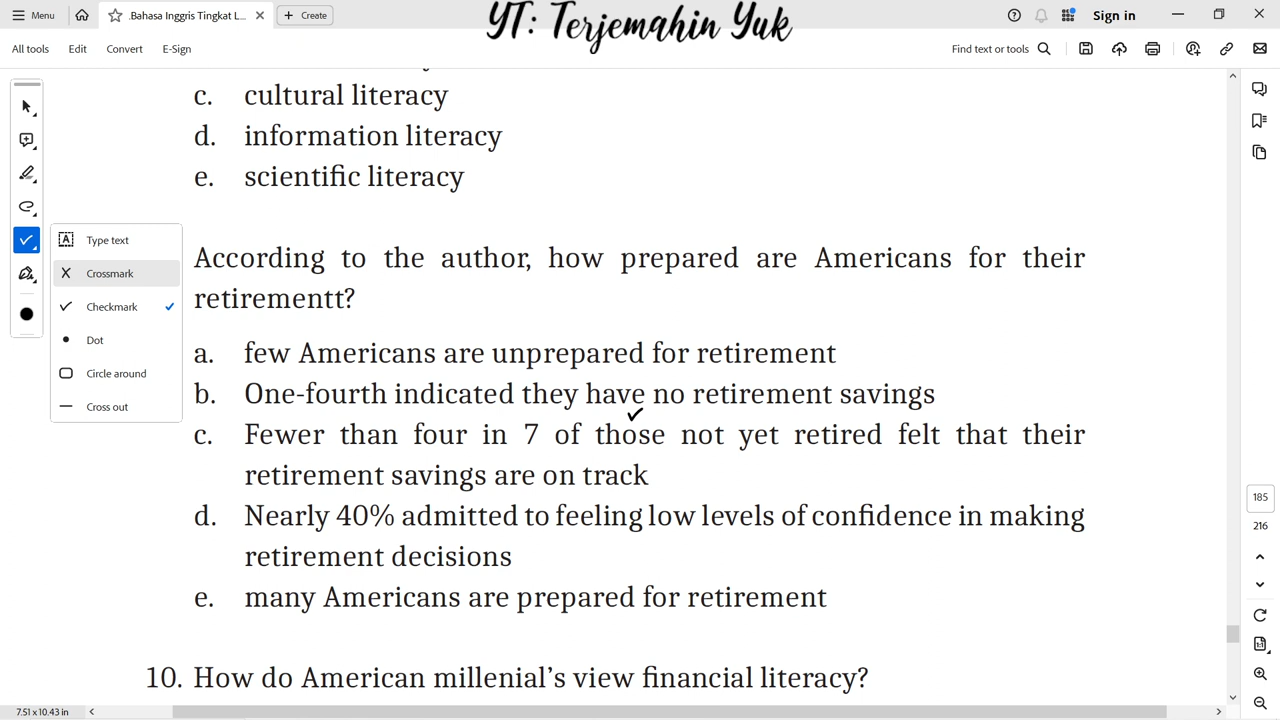 Menu
.Bahasa Inggris Tingkat L...
Create
YT: Terjemahin Yuk
Sign in
All tools
Edit
Convert
E-Sign
Find text or tools
c. cultural literacy
d. information literacy
e. scientific literacy
According to the author, how prepared are Americans for their
retirementt?
a. few Americans are unprepared for retirement
b. One-fourth indicated they have no retirement savings
c. Fewer than four in 7 of those not yet retired felt that their
retirement savings are on track
d. Nearly 40% admitted to feeling low levels of confidence in making
retirement decisions
e. many Americans are prepared for retirement
10. How do American millenial’s view financial literacy?
Type text
Crossmark
Checkmark
Dot
Circle around
Cross out
185
216
7.51 x 10.43 in